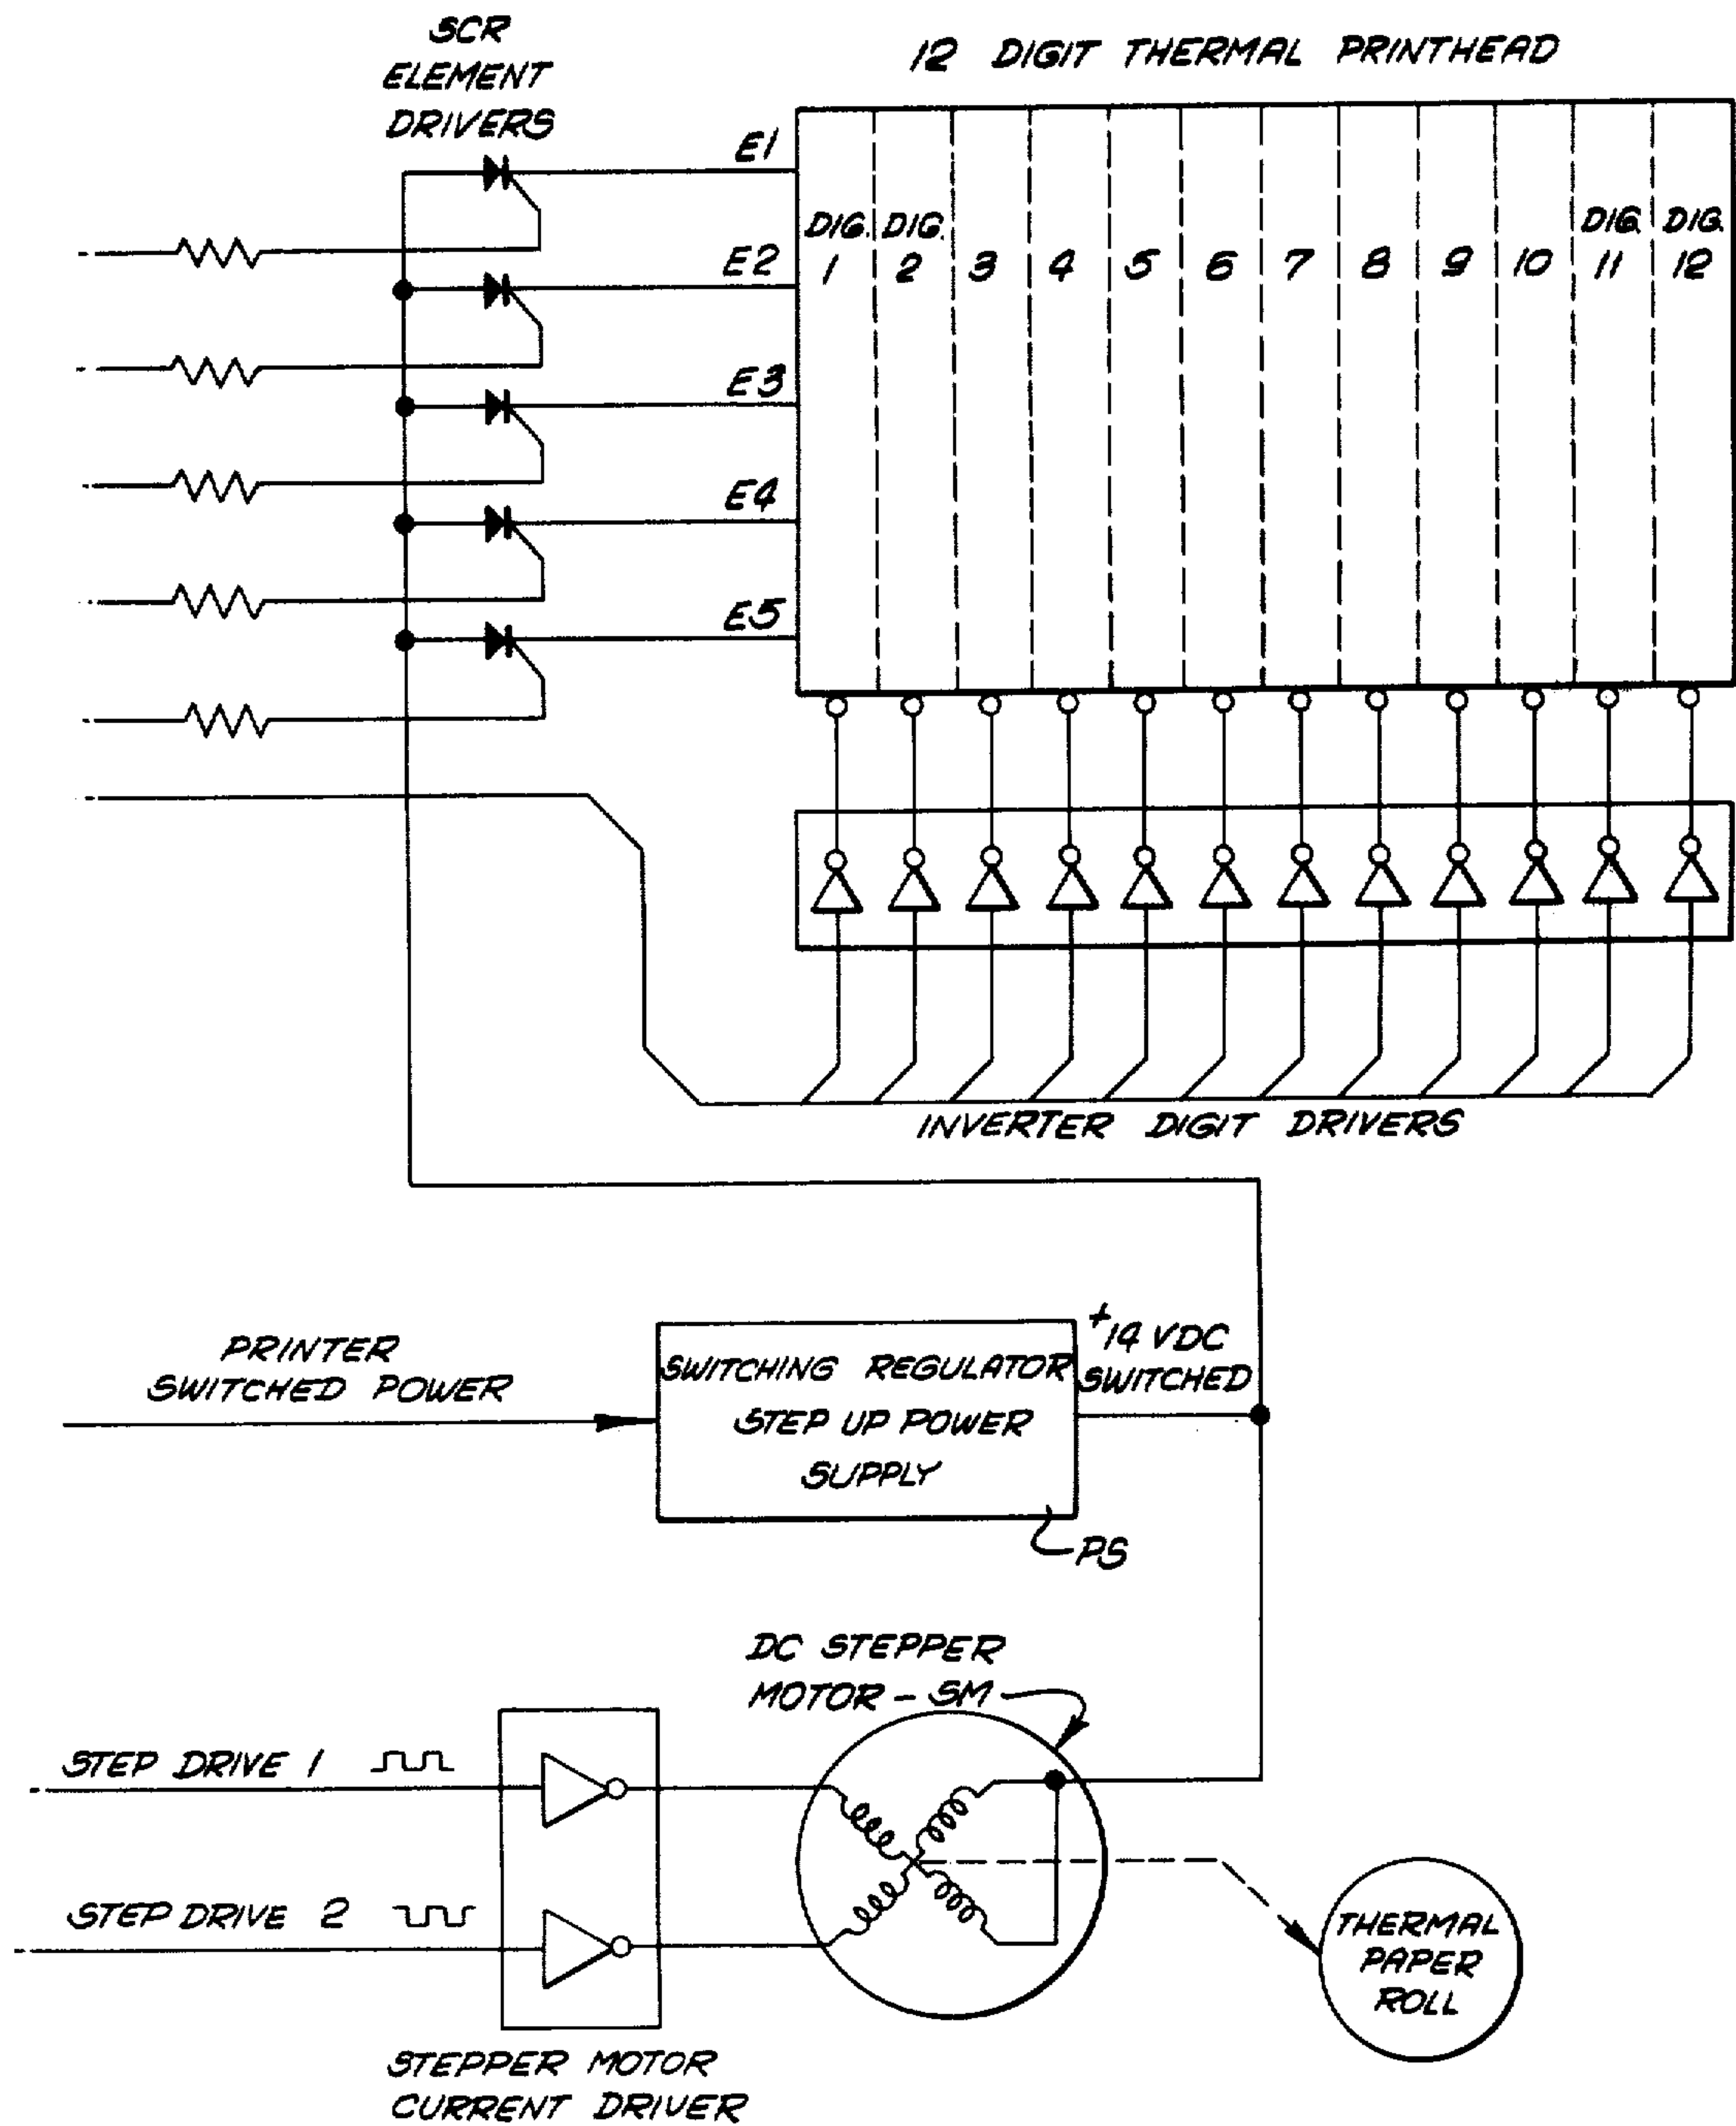 SCR
ELEMENT
DRIVERS
12 DIGIT THERMAL PRINTHEAD
E1
E2
E3
E4
E5
DIG. DIG. DIG. DIG.
1 2 3 4 5 6 7 8 9 10 11 12
INVERTER DIGIT DRIVERS
PRINTER
SWITCHED POWER
SWITCHING REGULATOR
STEP UP POWER
SUPPLY
+14 VDC
SWITCHED
PS
DC STEPPER
MOTOR - SM
STEP DRIVE 1
STEP DRIVE 2
STEPPER MOTOR
CURRENT DRIVER
THERMAL
PAPER
ROLL